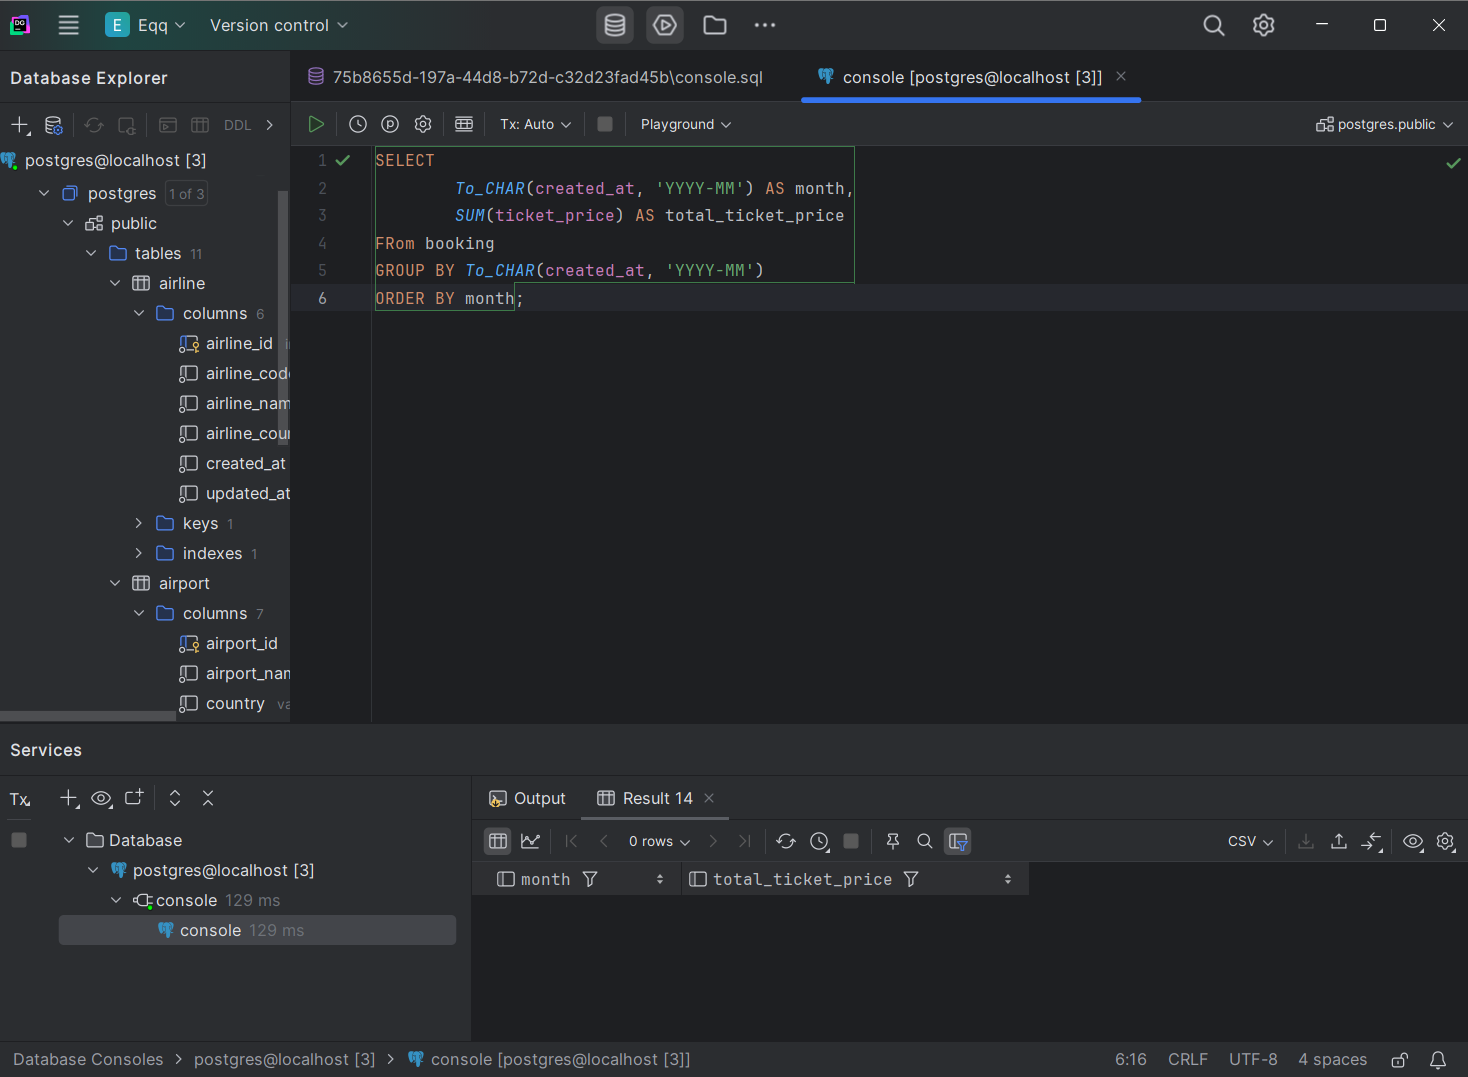 E Eqq Version control
Database Explorer
75b8655d-197a-44d8-b72d-c32d23fad45b\console.sql
console [postgres@localhost [3]]
DDL
Tx: Auto
Playground
postgres.public
postgres@localhost [3]
postgres 1 of 3
public
tables 11
airline
columns 6
airline_id
airline_cod
airline_nam
airline_cou
created_at
updated_at
keys 1
indexes 1
airport
columns 7
airport_id
airport_nam
country va
1 SELECT
2 To_CHAR(created_at, 'YYYY-MM') AS month,
3 SUM(ticket_price) AS total_ticket_price
4 FRom booking
5 GROUP BY To_CHAR(created_at, 'YYYY-MM')
6 ORDER BY month;
Services
Tx
Database
postgres@localhost [3]
console 129 ms
console 129 ms
Output
Result 14
0 rows
CSV
month
total_ticket_price
Database Consoles > postgres@localhost [3] > console [postgres@localhost [3]]
6:16 CRLF UTF-8 4 spaces